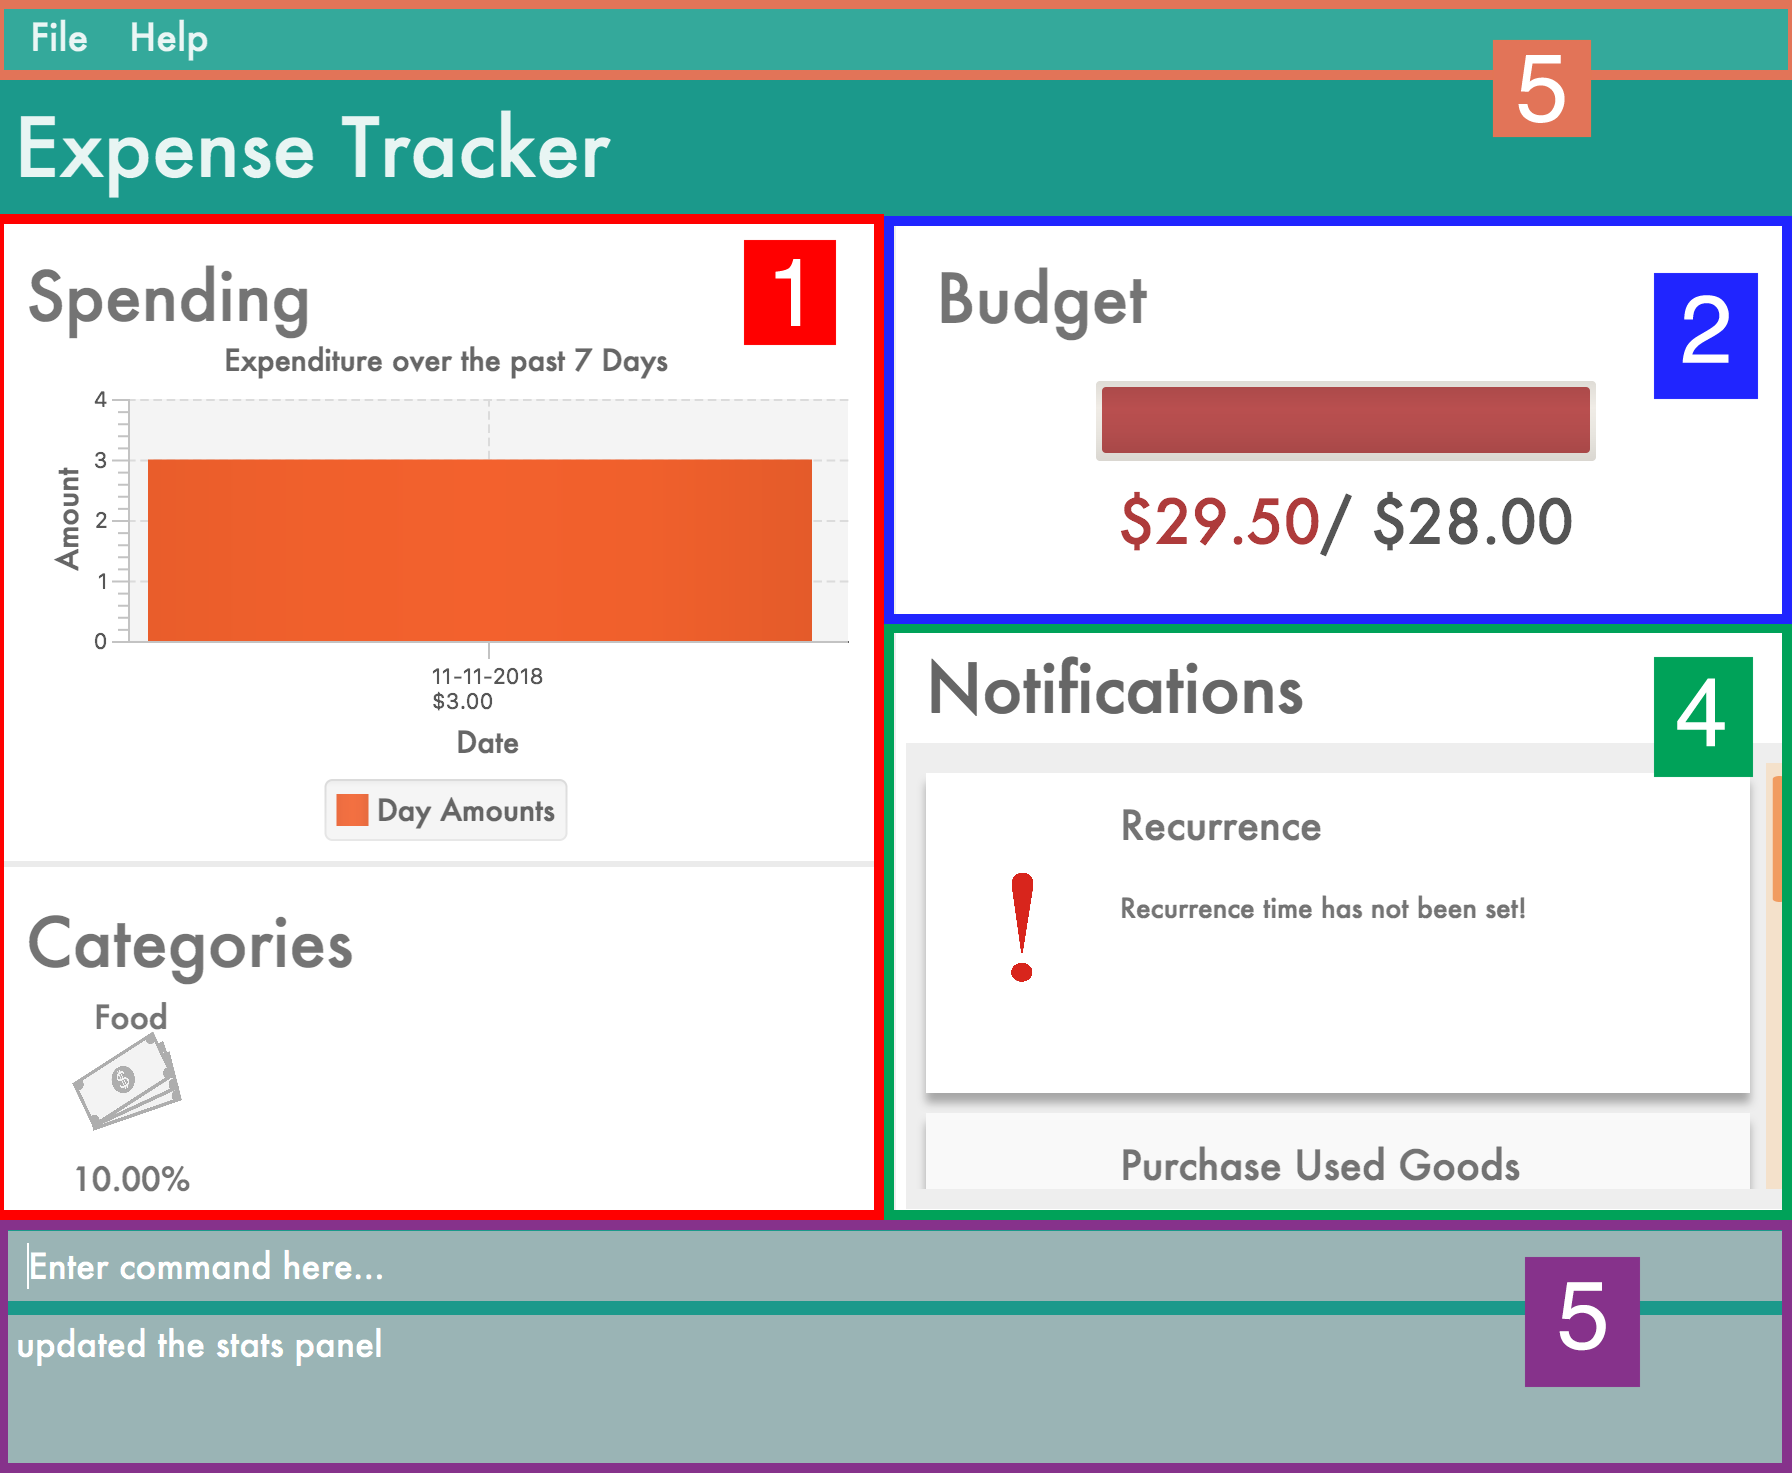 File Help
5
Expense Tracker
Spending
1
Expenditure over the past 7 Days
4
3
2
1
0
Amount
11-11-2018
$3.00
Date
Day Amounts
Categories
Food
$
10.00%
Budget
2
$29.50/ $28.00
Notifications
4
Recurrence
!
Recurrence time has not been set!
Purchase Used Goods
Enter command here...
5
updated the stats panel